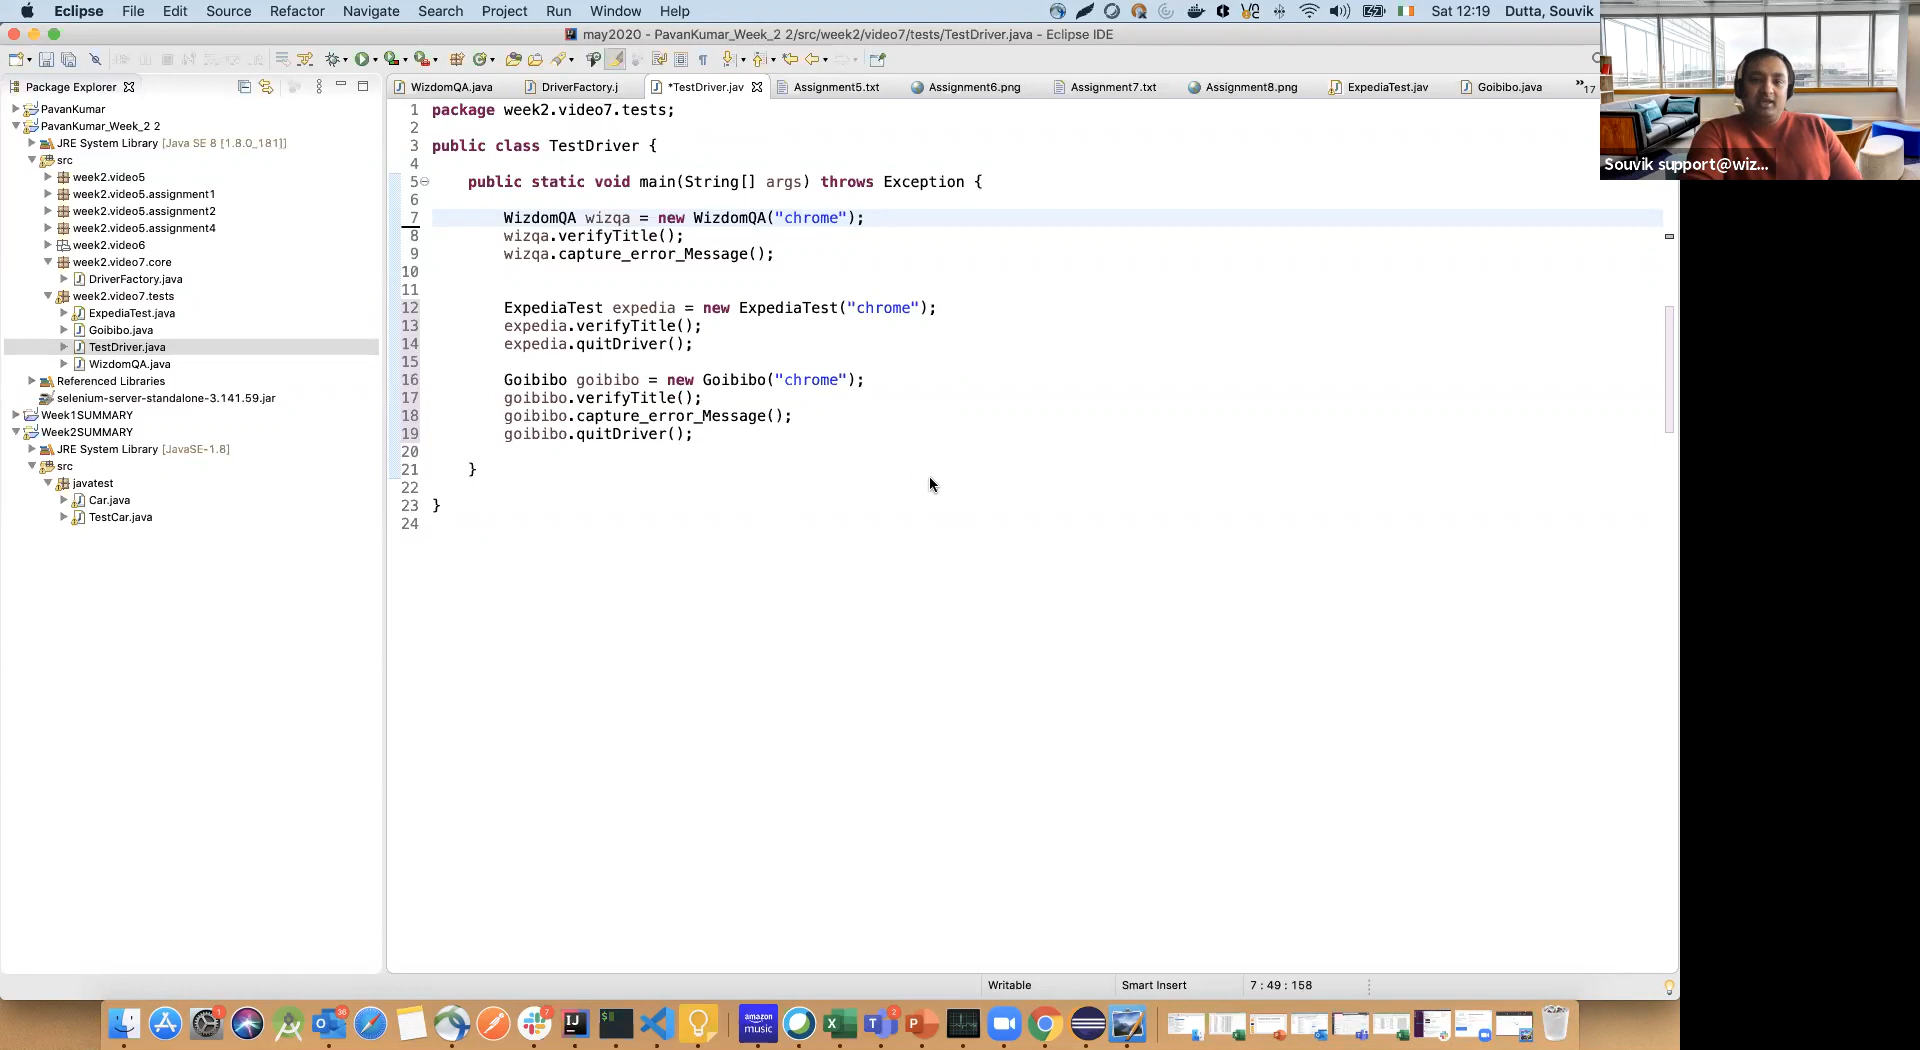 Eclipse File Edit Source Refactor Navigate Search Project Run Window Help Sat 12:19 Dutta, Souvik
may2020 - PavanKumar_Week_2 2/src/week2/video7/tests/TestDriver.java - Eclipse IDE
Package Explorer
WizdomQA.java DriverFactory.j *TestDriver.jav Assignment5.txt Assignment6.png Assignment7.txt Assignment8.png ExpediaTest.jav Goibibo.java »17
PavanKumar
PavanKumar_Week_2 2
JRE System Library [Java SE 8 [1.8.0_181]]
src
week2.video5
week2.video5.assignment1
week2.video5.assignment2
week2.video5.assignment4
week2.video6
week2.video7.core
DriverFactory.java
week2.video7.tests
ExpediaTest.java
Goibibo.java
TestDriver.java
WizdomQA.java
Referenced Libraries
selenium-server-standalone-3.141.59.jar
Week1SUMMARY
Week2SUMMARY
JRE System Library [JavaSE-1.8]
src
javatest
Car.java
TestCar.java
1 package week2.video7.tests;
2
3 public class TestDriver {
4
5 public static void main(String[] args) throws Exception {
6
7 WizdomQA wizqa = new WizdomQA("chrome");
8 wizqa.verifyTitle();
9 wizqa.capture_error_Message();
10
11
12 ExpediaTest expedia = new ExpediaTest("chrome");
13 expedia.verifyTitle();
14 expedia.quitDriver();
15
16 Goibibo goibibo = new Goibibo("chrome");
17 goibibo.verifyTitle();
18 goibibo.capture_error_Message();
19 goibibo.quitDriver();
20
21 }
22
23 }
24
Souvik support@wiz...
Writable Smart Insert 7 : 49 : 158
amazon
music